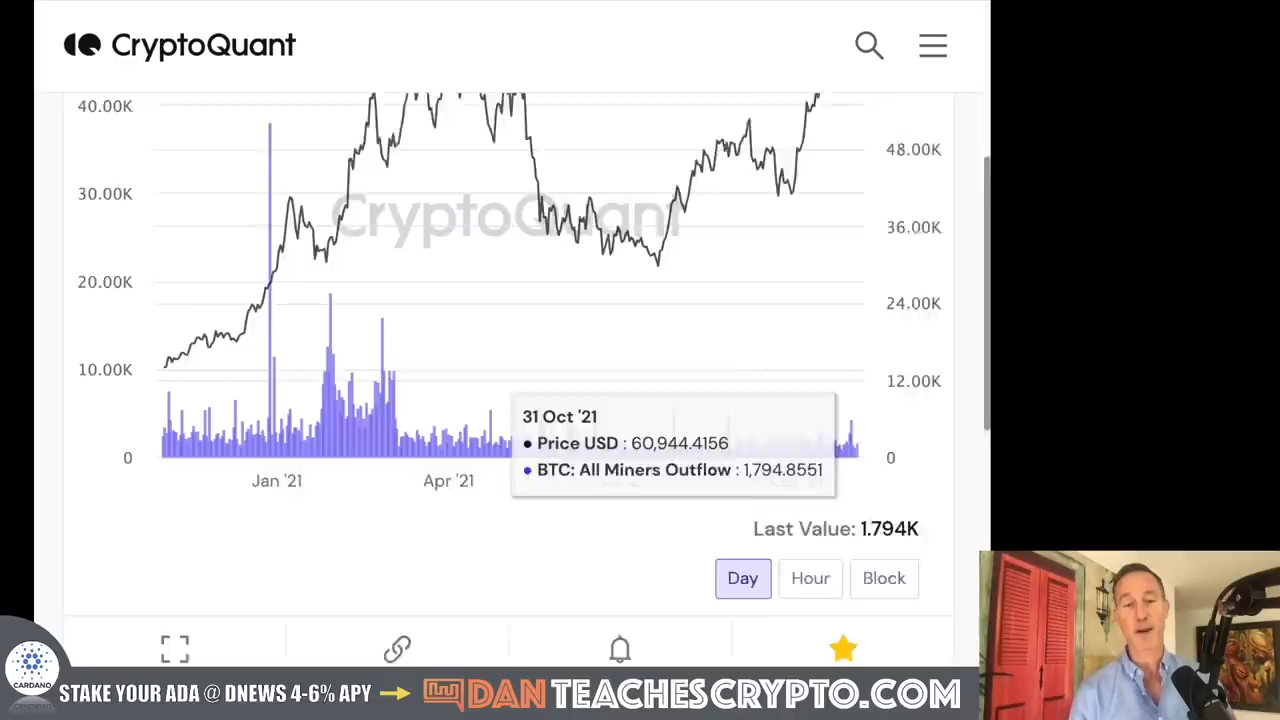 CryptoQuant
40.00K
48.00K
30.00K
CryptoQuant
36.00K
20.00K
24.00K
10.00K
12.00K
31 Oct '21
Price USD : 60,944.4156
BTC: All Miners Outflow : 1,794.8551
0
0
Jan '21
Apr '21
Last Value: 1.794K
Day
Hour
Block
CARDANO
STAKE YOUR ADA @ DNEWS 4-6% APY
DANTEACHESCRYPTO.COM